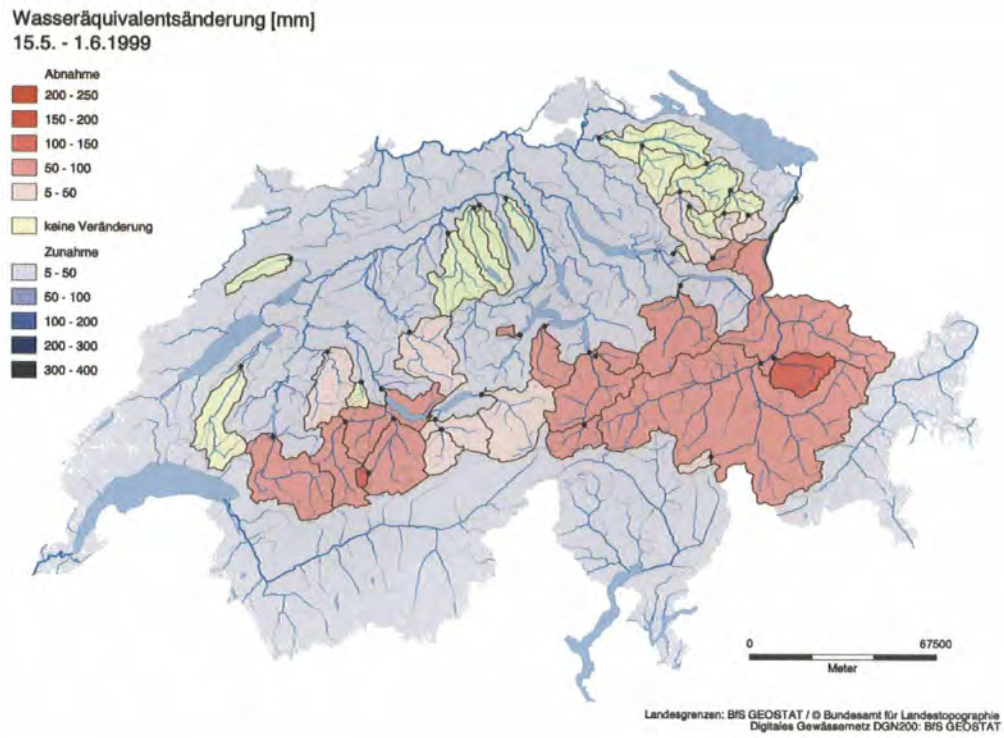 Wasseräquivalentsänderung [mm]
15.5. - 1.6.1999
Abnahme
200 - 250
150 - 200
100 - 150
50 - 100
5 - 50
keine Veränderung
Zunahme
5 - 50
50 - 100
100 - 200
200 - 300
300 - 400
0 67500
Meter
Landesgrenzen: BfS GEOSTAT / © Bundesamt für Landestopographie
Digitales Gewässernetz DGN200: BfS GEOSTAT